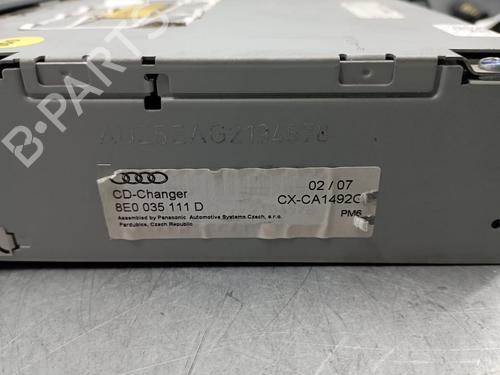 CD-Changer
8E0 035 111 D
Assembled by Panasonic Automotive Systems Czech, s.r.o.
Pardubice, Czech Republic
02 / 07
CX-CA1492
PM6
B-Parts